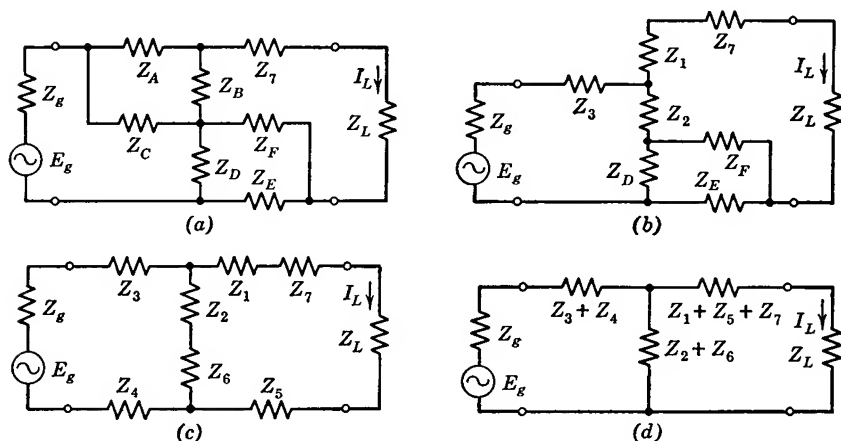 Z_A
Z_7
I_L
Z_g
Z_B
Z_L
Z_C
Z_F
E_g
Z_D
Z_E
(a)
Z_7
Z_1
I_L
Z_3
Z_g
Z_2
Z_L
Z_F
E_g
Z_D
Z_E
(b)
Z_3
Z_1
Z_7
I_L
Z_g
Z_2
Z_L
E_g
Z_6
Z_4
Z_5
(c)
Z_3 + Z_4
Z_1 + Z_5 + Z_7
I_L
Z_g
Z_2 + Z_6
Z_L
E_g
(d)